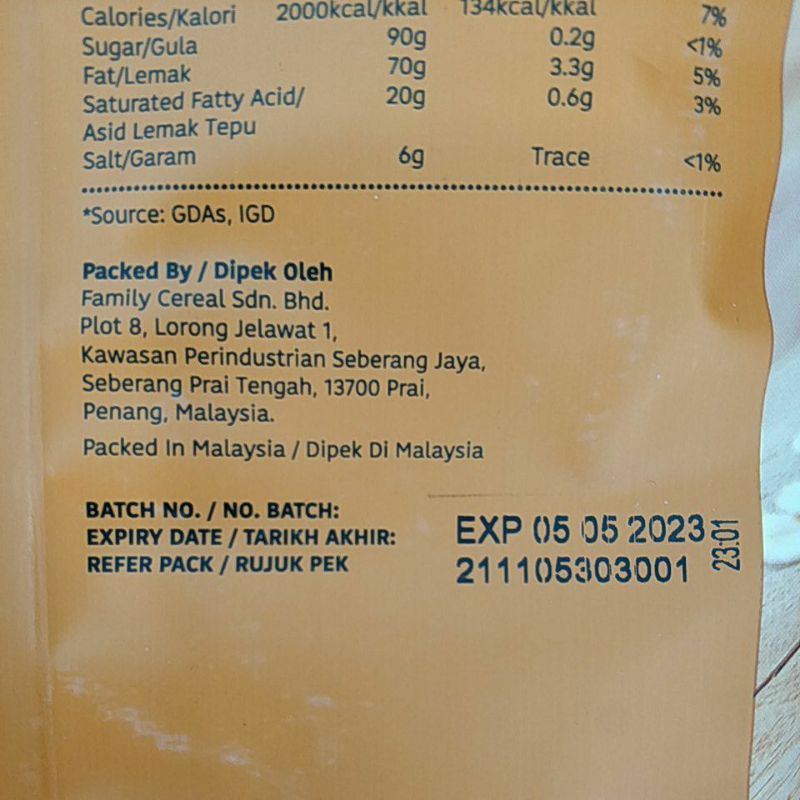 Calories/Kalori 2000kcal/kkal 134kcal/kkal 7%
Sugar/Gula 90g 0.2g <1%
Fat/Lemak 70g 3.3g 5%
Saturated Fatty Acid/ 20g 0.6g 3%
Asid Lemak Tepu
Salt/Garam 6g Trace <1%
*Source: GDAs, IGD
Packed By / Dipek Oleh
Family Cereal Sdn. Bhd.
Plot 8, Lorong Jelawat 1,
Kawasan Perindustrian Seberang Jaya,
Seberang Prai Tengah, 13700 Prai,
Penang, Malaysia.
Packed In Malaysia / Dipek Di Malaysia
BATCH NO. / NO. BATCH:
EXPIRY DATE / TARIKH AKHIR:
REFER PACK / RUJUK PEK
EXP 05 05 2023
211105303001
23:01